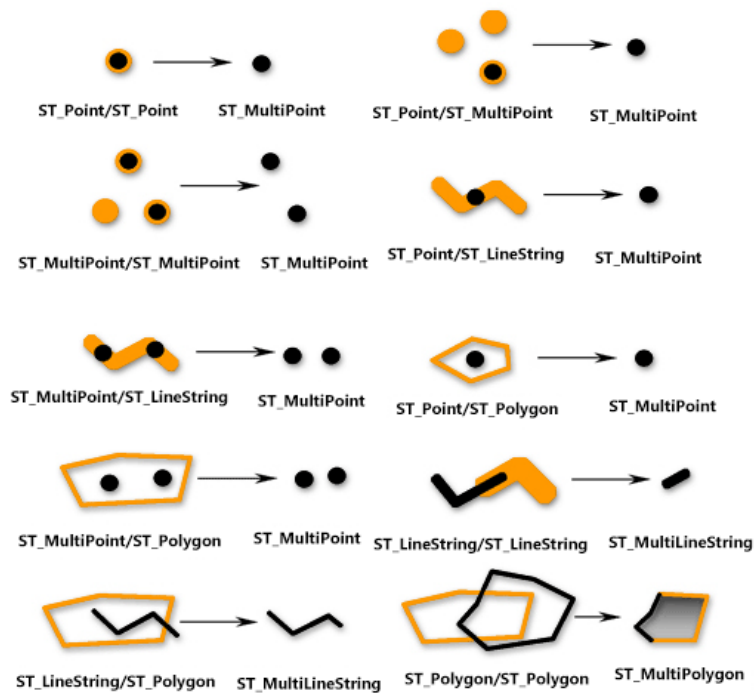 ST_Point/ST_Point
ST_MultiPoint
ST_Point/ST_MultiPoint
ST_MultiPoint
ST_MultiPoint/ST_MultiPoint
ST_MultiPoint
ST_Point/ST_LineString
ST_MultiPoint
ST_MultiPoint/ST_LineString
ST_MultiPoint
ST_Point/ST_Polygon
ST_MultiPoint
ST_MultiPoint/ST_Polygon
ST_MultiPoint
ST_LineString/ST_LineString
ST_MultiLineString
ST_LineString/ST_Polygon
ST_MultiLineString
ST_Polygon/ST_Polygon
ST_MultiPolygon